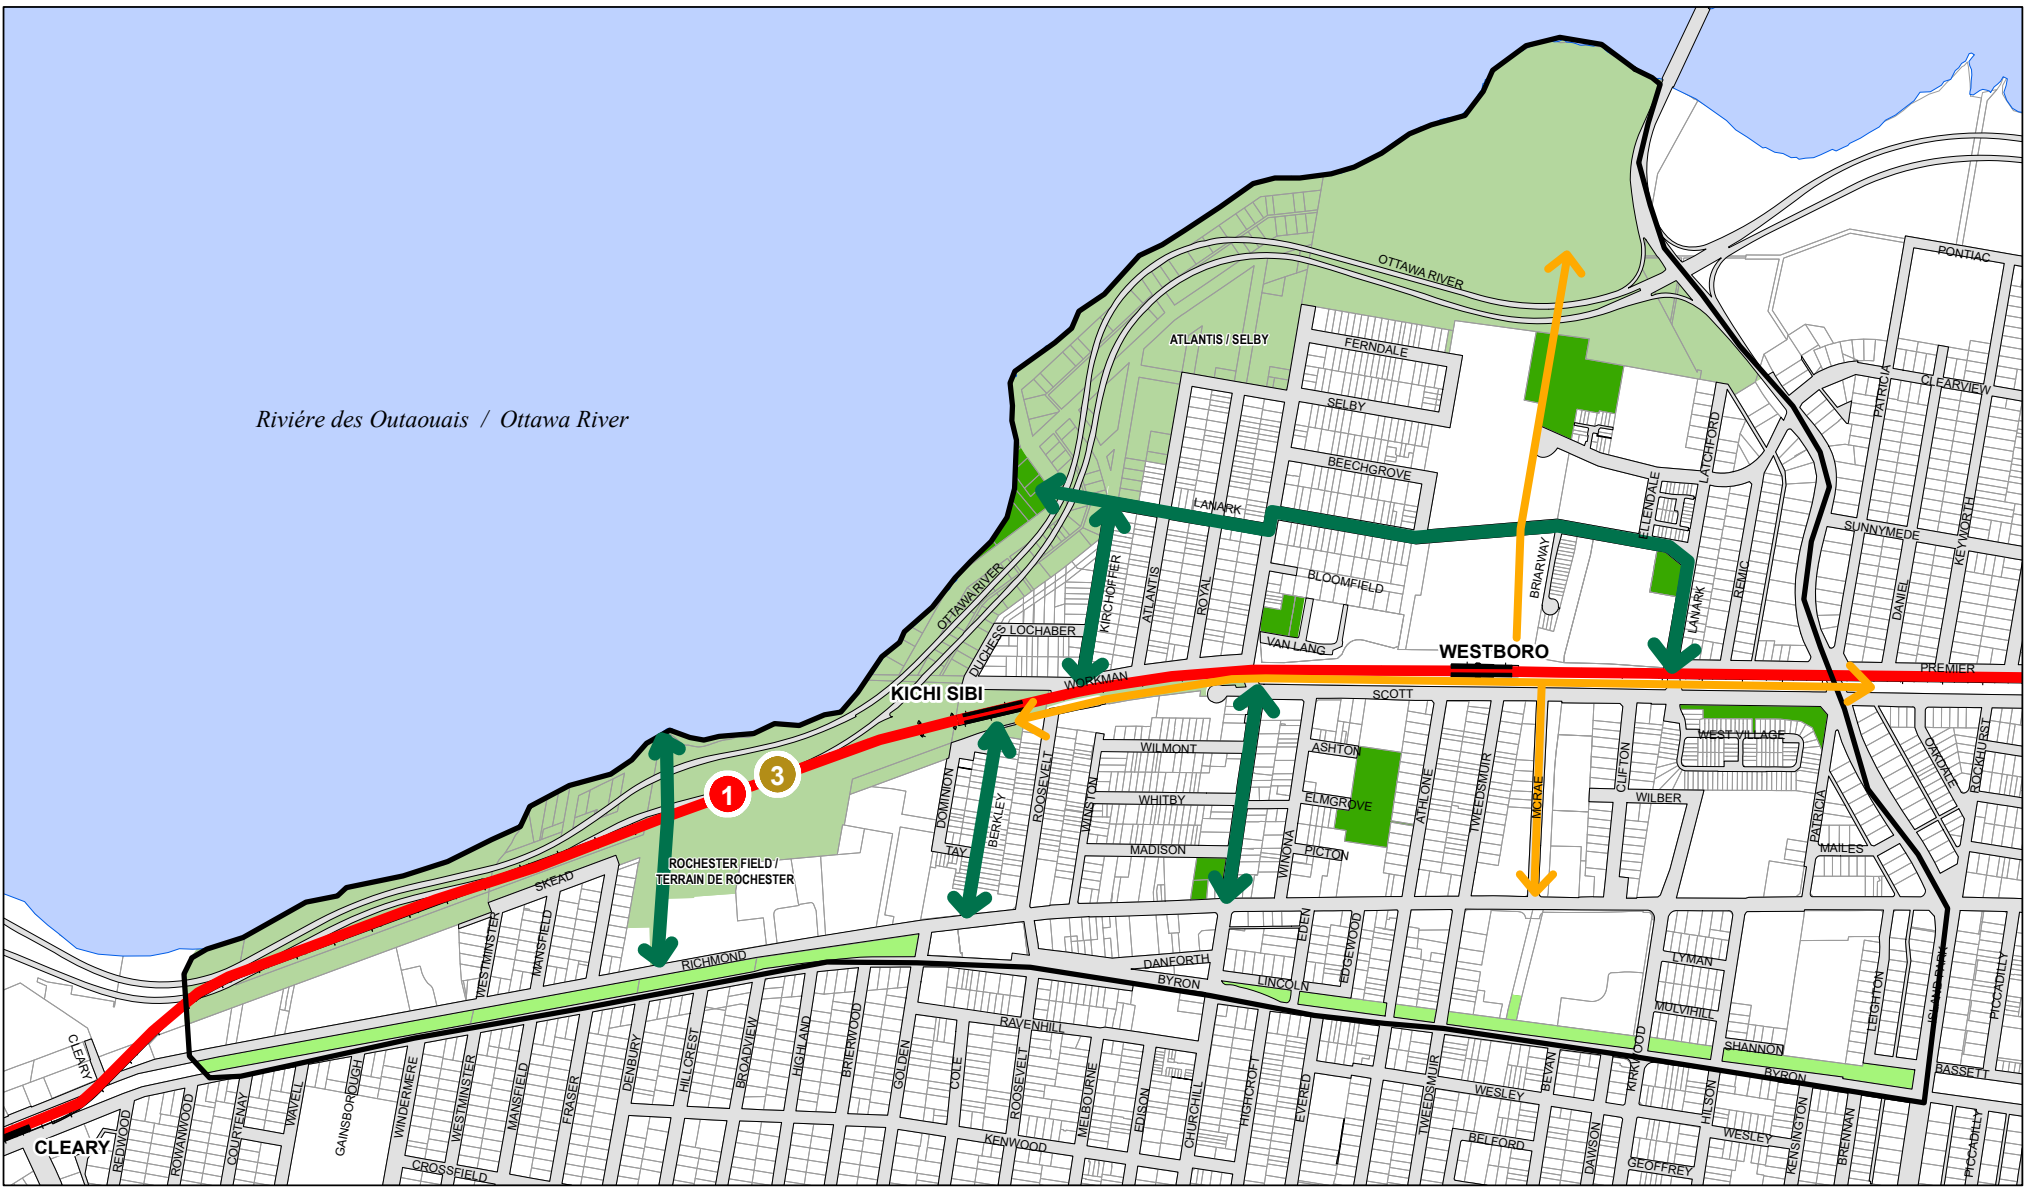 PONTIAC
OTTAWA RIVER
ATLANTIS / SELBY
FERNDALE
PATRICIA
CLEARVIEW
SELBY
Riviére des Outaouais / Ottawa River
LATCHFORD
BEECHGROVE
ELLENDALE
LANARK
SUNNYMEDE
KEYWORTH
KIRCHOFFER
ATLANTIS
ROYAL
BLOOMFIELD
BRIARWAY
REMIC
LANARK
DANIEL
OTTAWA RIVER
DUCHESS
LOCHABER
VAN LANG
WESTBORO
PREMIER
WORKMAN
KICHI SIBI
SCOTT
WILMONT
ASHTON
WEST VILLAGE
OAKDALE
ROCKHURST
1
3
DOMINION
BERKLEY
ROOSEVELT
WINSTON
WHITBY
ELMGROVE
ATHLONE
TWEEDSMUIR
MCRAE
CLIFTON
WILBER
PATRICIA
TAY
MADISON
WINONA
PICTON
MAILES
ROCHESTER FIELD /
TERRAIN DE ROCHESTER
SKEAD
WESTMINSTER
MANSFIELD
RICHMOND
EDEN
EDGEWOOD
DANFORTH
BYRON
LINCOLN
LYMAN
MULVIHILL
SHANNON
BYRON
LEIGHTON
ISLAND PARK
PICCADILLY
BASSETT
CLEARY
CLEARY
REDWOOD
ROWANWOOD
COURTENAY
WAVELL
GAINSBOROUGH
WINDERMERE
WESTMINSTER
MANSFIELD
FRASER
DENBURY
HILLCREST
BROADVIEW
HIGHLAND
BRIERWOOD
GOLDEN
COLE
RAVENHILL
ROOSEVELT
MELBOURNE
EDISON
CHURCHILL
HIGHCROFT
EVERED
TWEEDSMUIR
WESLEY
BEVAN
KIRKWOOD
HILSON
WESLEY
KENSINGTON
BRENNAN
PICCADILLY
CROSSFIELD
KENWOOD
BELFORD
DAWSON
GEOFFREY